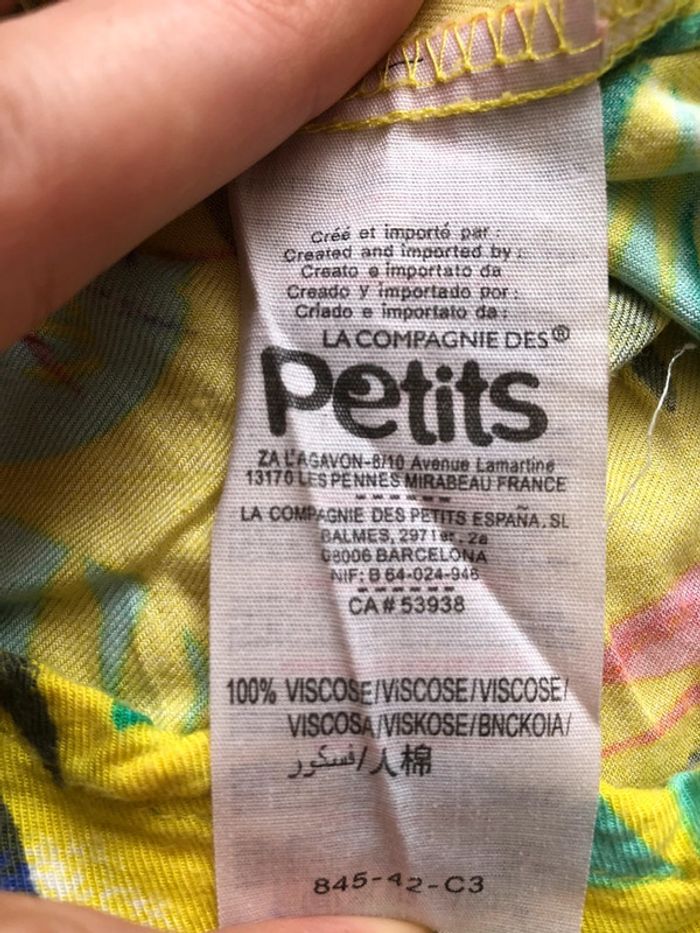 Créé et importé par :
Created and imported by :
Creato e importato da
Creado y importado por :
Criado e importato da :
LA COMPAGNIE DES®
Petits
ZA L'AGAVON-8/10 Avenue Lamartine
13170 LES PENNES MIRABEAU FRANCE
LA COMPAGNIE DES PETITS ESPAÑA, SL
BALMES, 297 1er, 2a
08006 BARCELONA
NIF: B 64-024-946
CA # 53938
100% VISCOSE/VISCOSE/VISCOSE/
VISCOSA/VISKOSE/BNCKOIA/
فسكور/人棉
845-42-C3